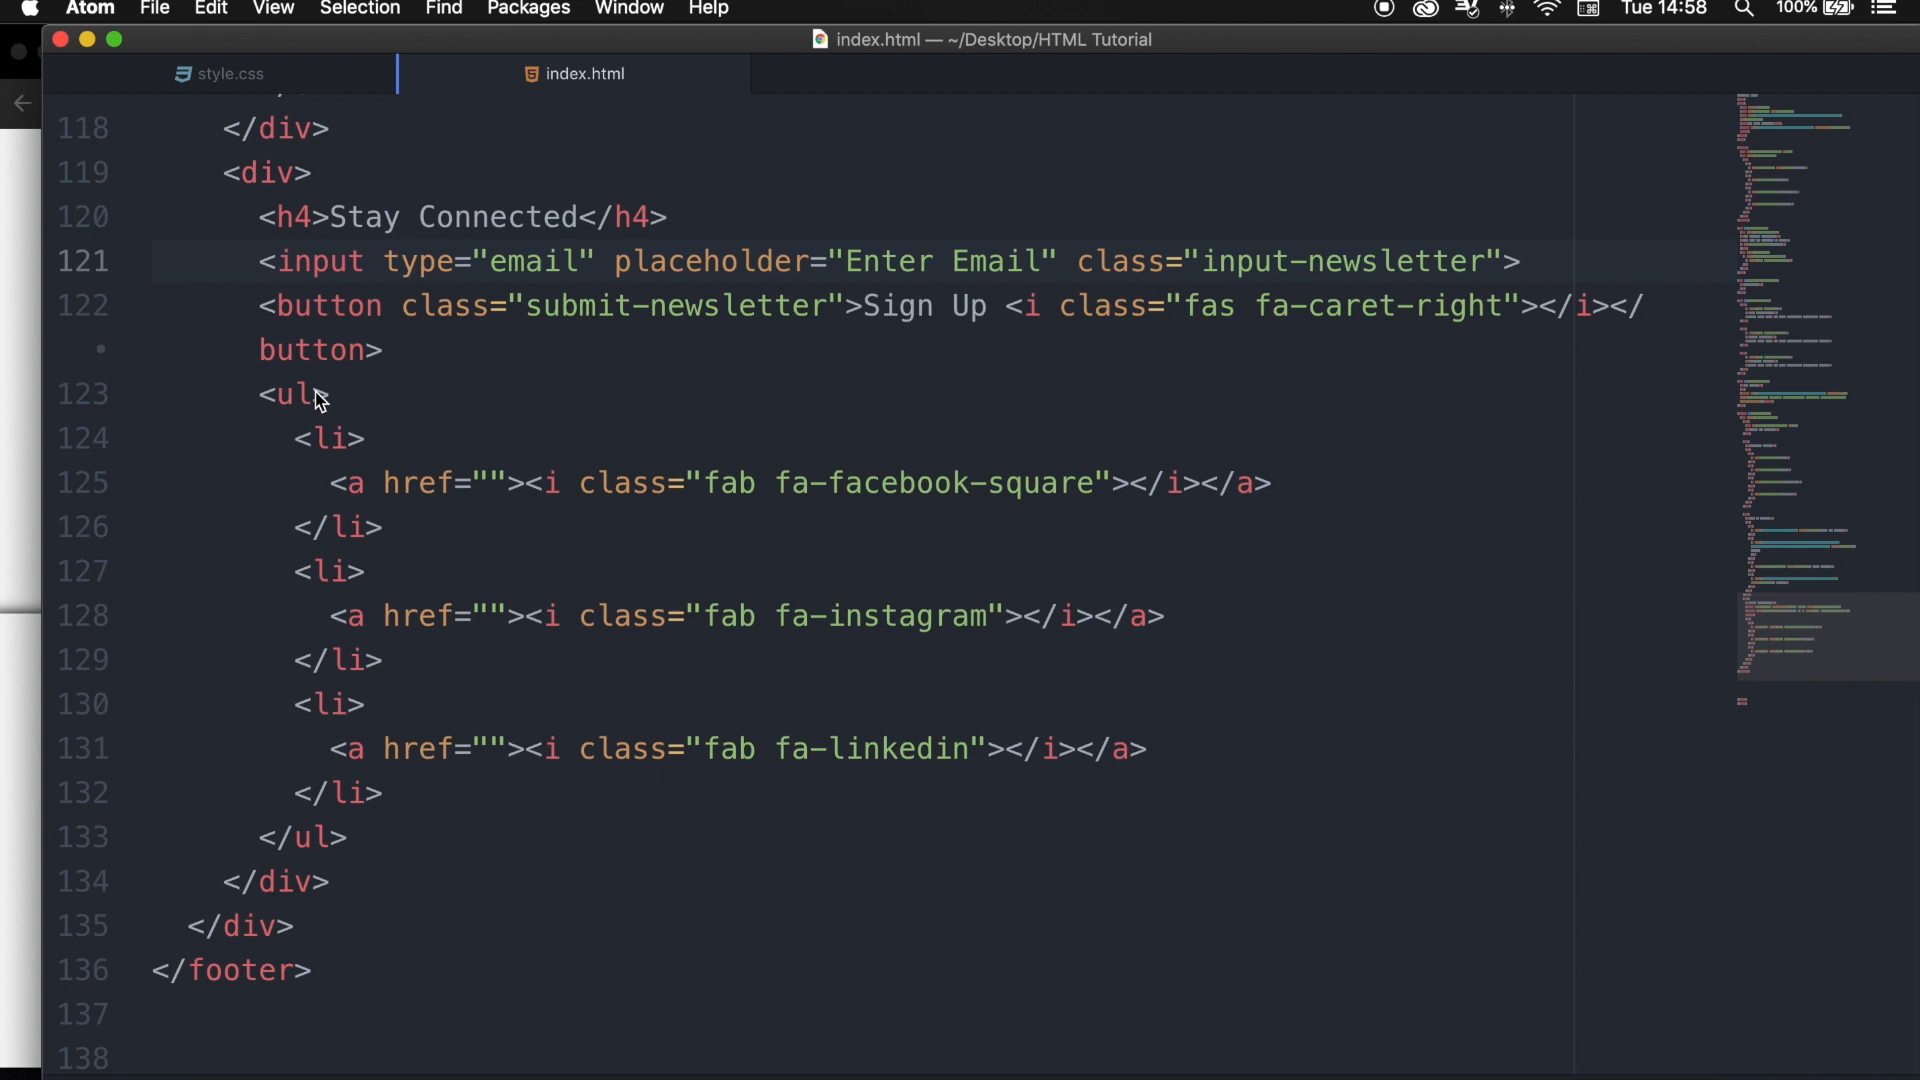 Atom File Edit View Selection Find Packages Window Help Tue 14:58 100%
index.html — ~/Desktop/HTML Tutorial
style.css index.html
118 </div>
119 <div>
120 <h4>Stay Connected</h4>
121 <input type="email" placeholder="Enter Email" class="input-newsletter">
122 <button class="submit-newsletter">Sign Up <i class="fas fa-caret-right"></i></
• button>
123 <ul>
124 <li>
125 <a href=""><i class="fab fa-facebook-square"></i></a>
126 </li>
127 <li>
128 <a href=""><i class="fab fa-instagram"></i></a>
129 </li>
130 <li>
131 <a href=""><i class="fab fa-linkedin"></i></a>
132 </li>
133 </ul>
134 </div>
135 </div>
136 </footer>
137
138